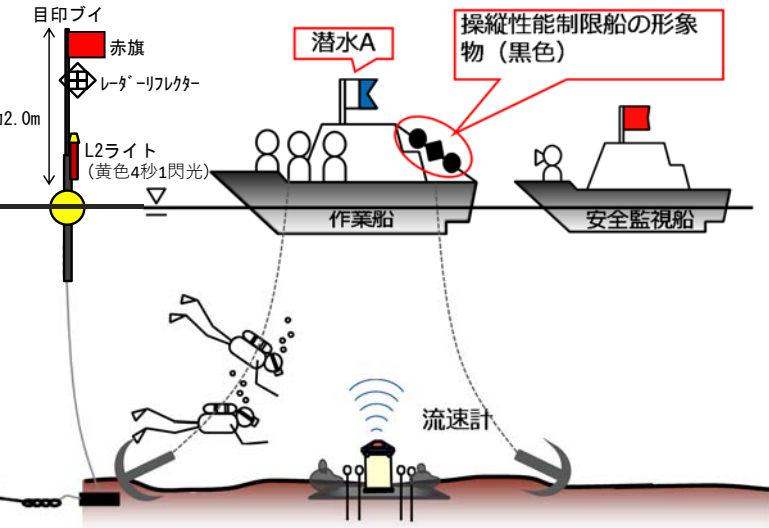 目印ブイ
赤旗
レーダーリフレクター
2.0m
L2ライト
(黄色4秒1閃光)
潜水A
操縦性能制限船の形象
物（黒色）
作業船
安全監視船
流速計